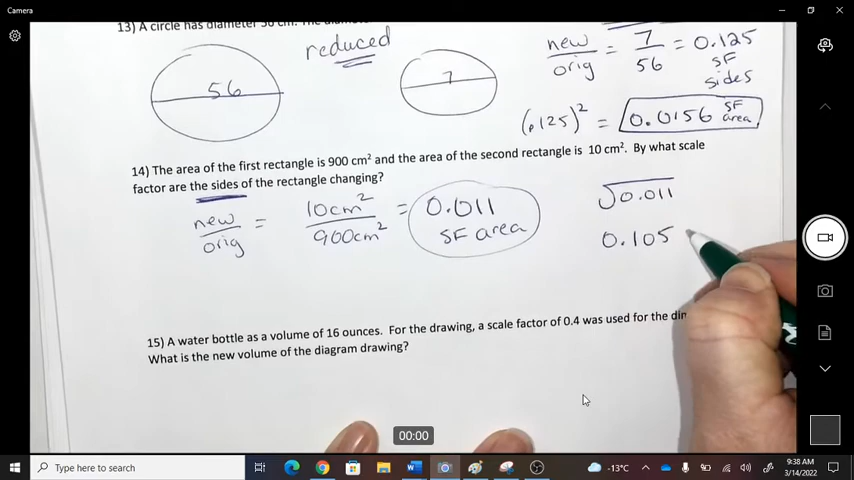 Camera
13) A circle has diameter 56 cm. The diame
reduced
56
7
new/orig = 7/56 = 0.125
SF
sides
(.125)² = 0.0156 SF area
14) The area of the first rectangle is 900 cm² and the area of the second rectangle is 10 cm². By what scale
factor are the sides of the rectangle changing?
new/orig = 10cm²/900cm² = 0.011
SF area
√0.011
0.105
15) A water bottle as a volume of 16 ounces. For the drawing, a scale factor of 0.4 was used for the di
What is the new volume of the diagram drawing?
00:00
Type here to search
-13°C
9:38 AM
3/14/2022